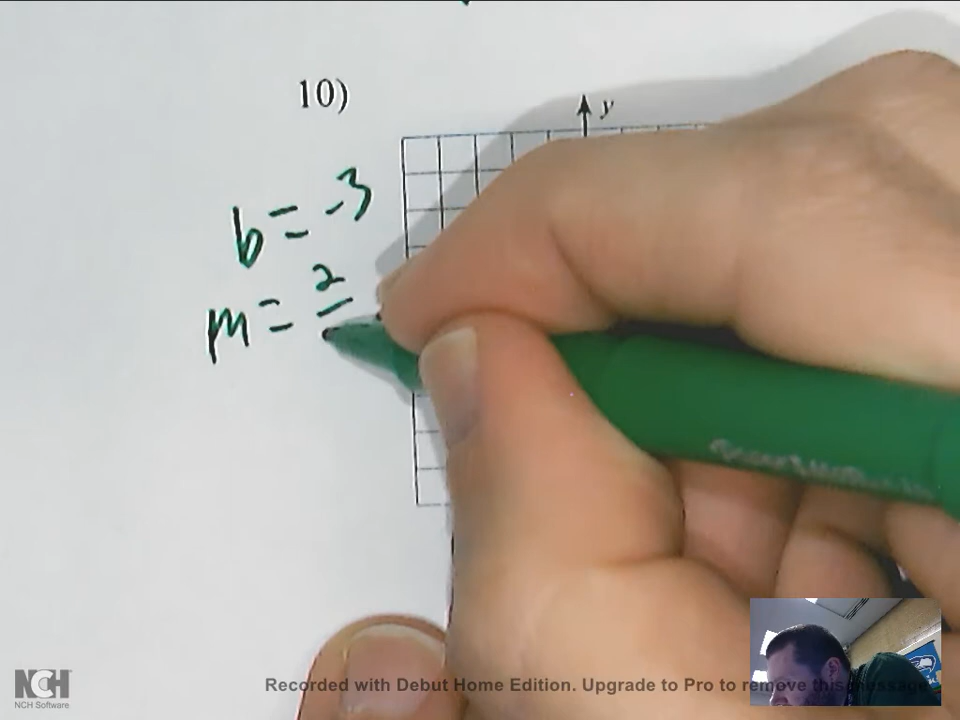 10)
y
b = -3
m = 2
NCH
NCH Software
Recorded with Debut Home Edition. Upgrade to Pro to remove this message